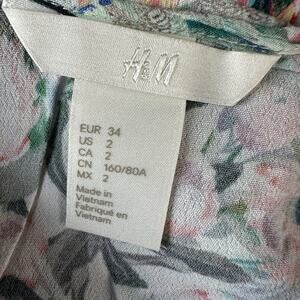 H&M
EUR 34
US 2
CA 2
CN 160/80A
MX 2
Made in
Vietnam
Fabriqué en
Vietnam